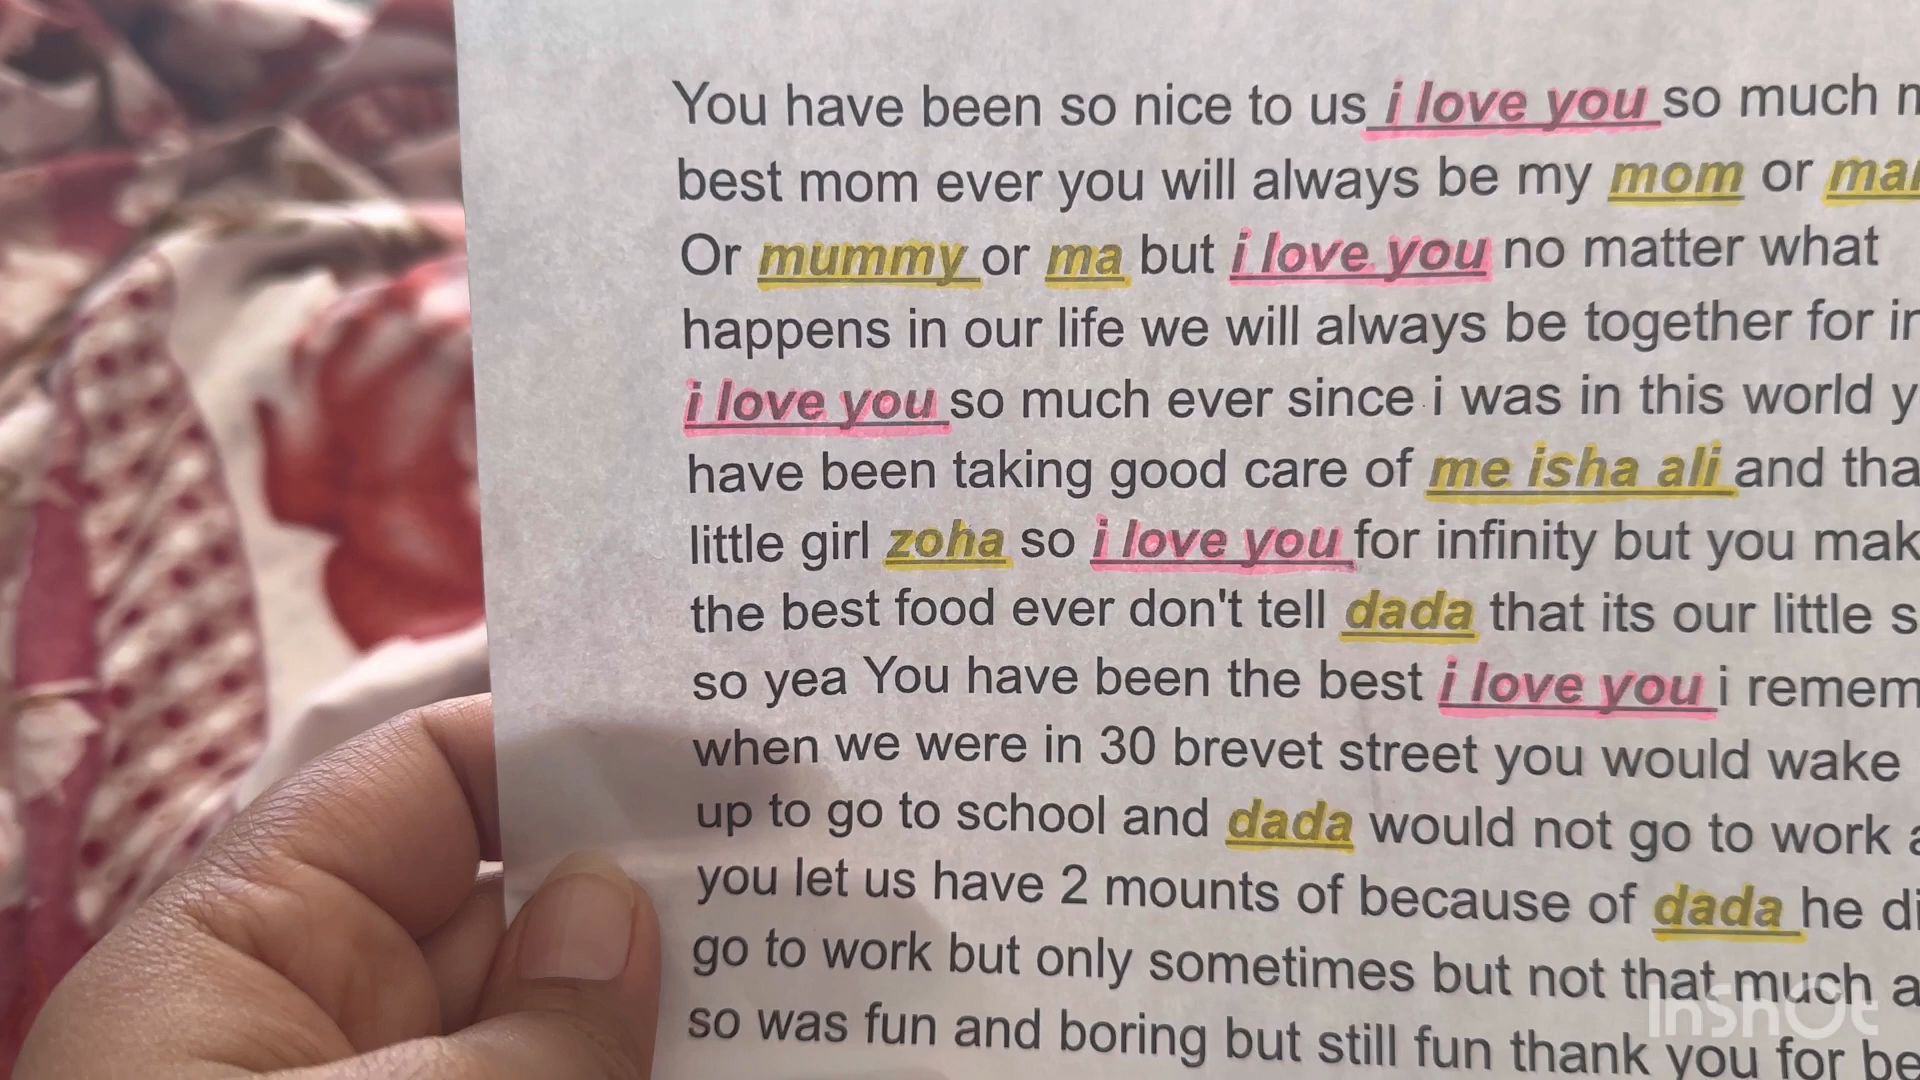 You have been so nice to us i love you so much
best mom ever you will always be my mom or
Or mummy or ma but i love you no matter what
happens in our life we will always be together for
i love you so much ever since i was in this world
have been taking good care of me isha ali and
little girl zoha so i love you for infinity but you
the best food ever don't tell dada that its our little
so yea You have been the best i love you i
when we were in 30 brevet street you would wake
up to go to school and dada would not go to work
you let us have 2 mounts of because of dada he
go to work but only sometimes but not that much
so was fun and boring but still fun thank you for
InShOt